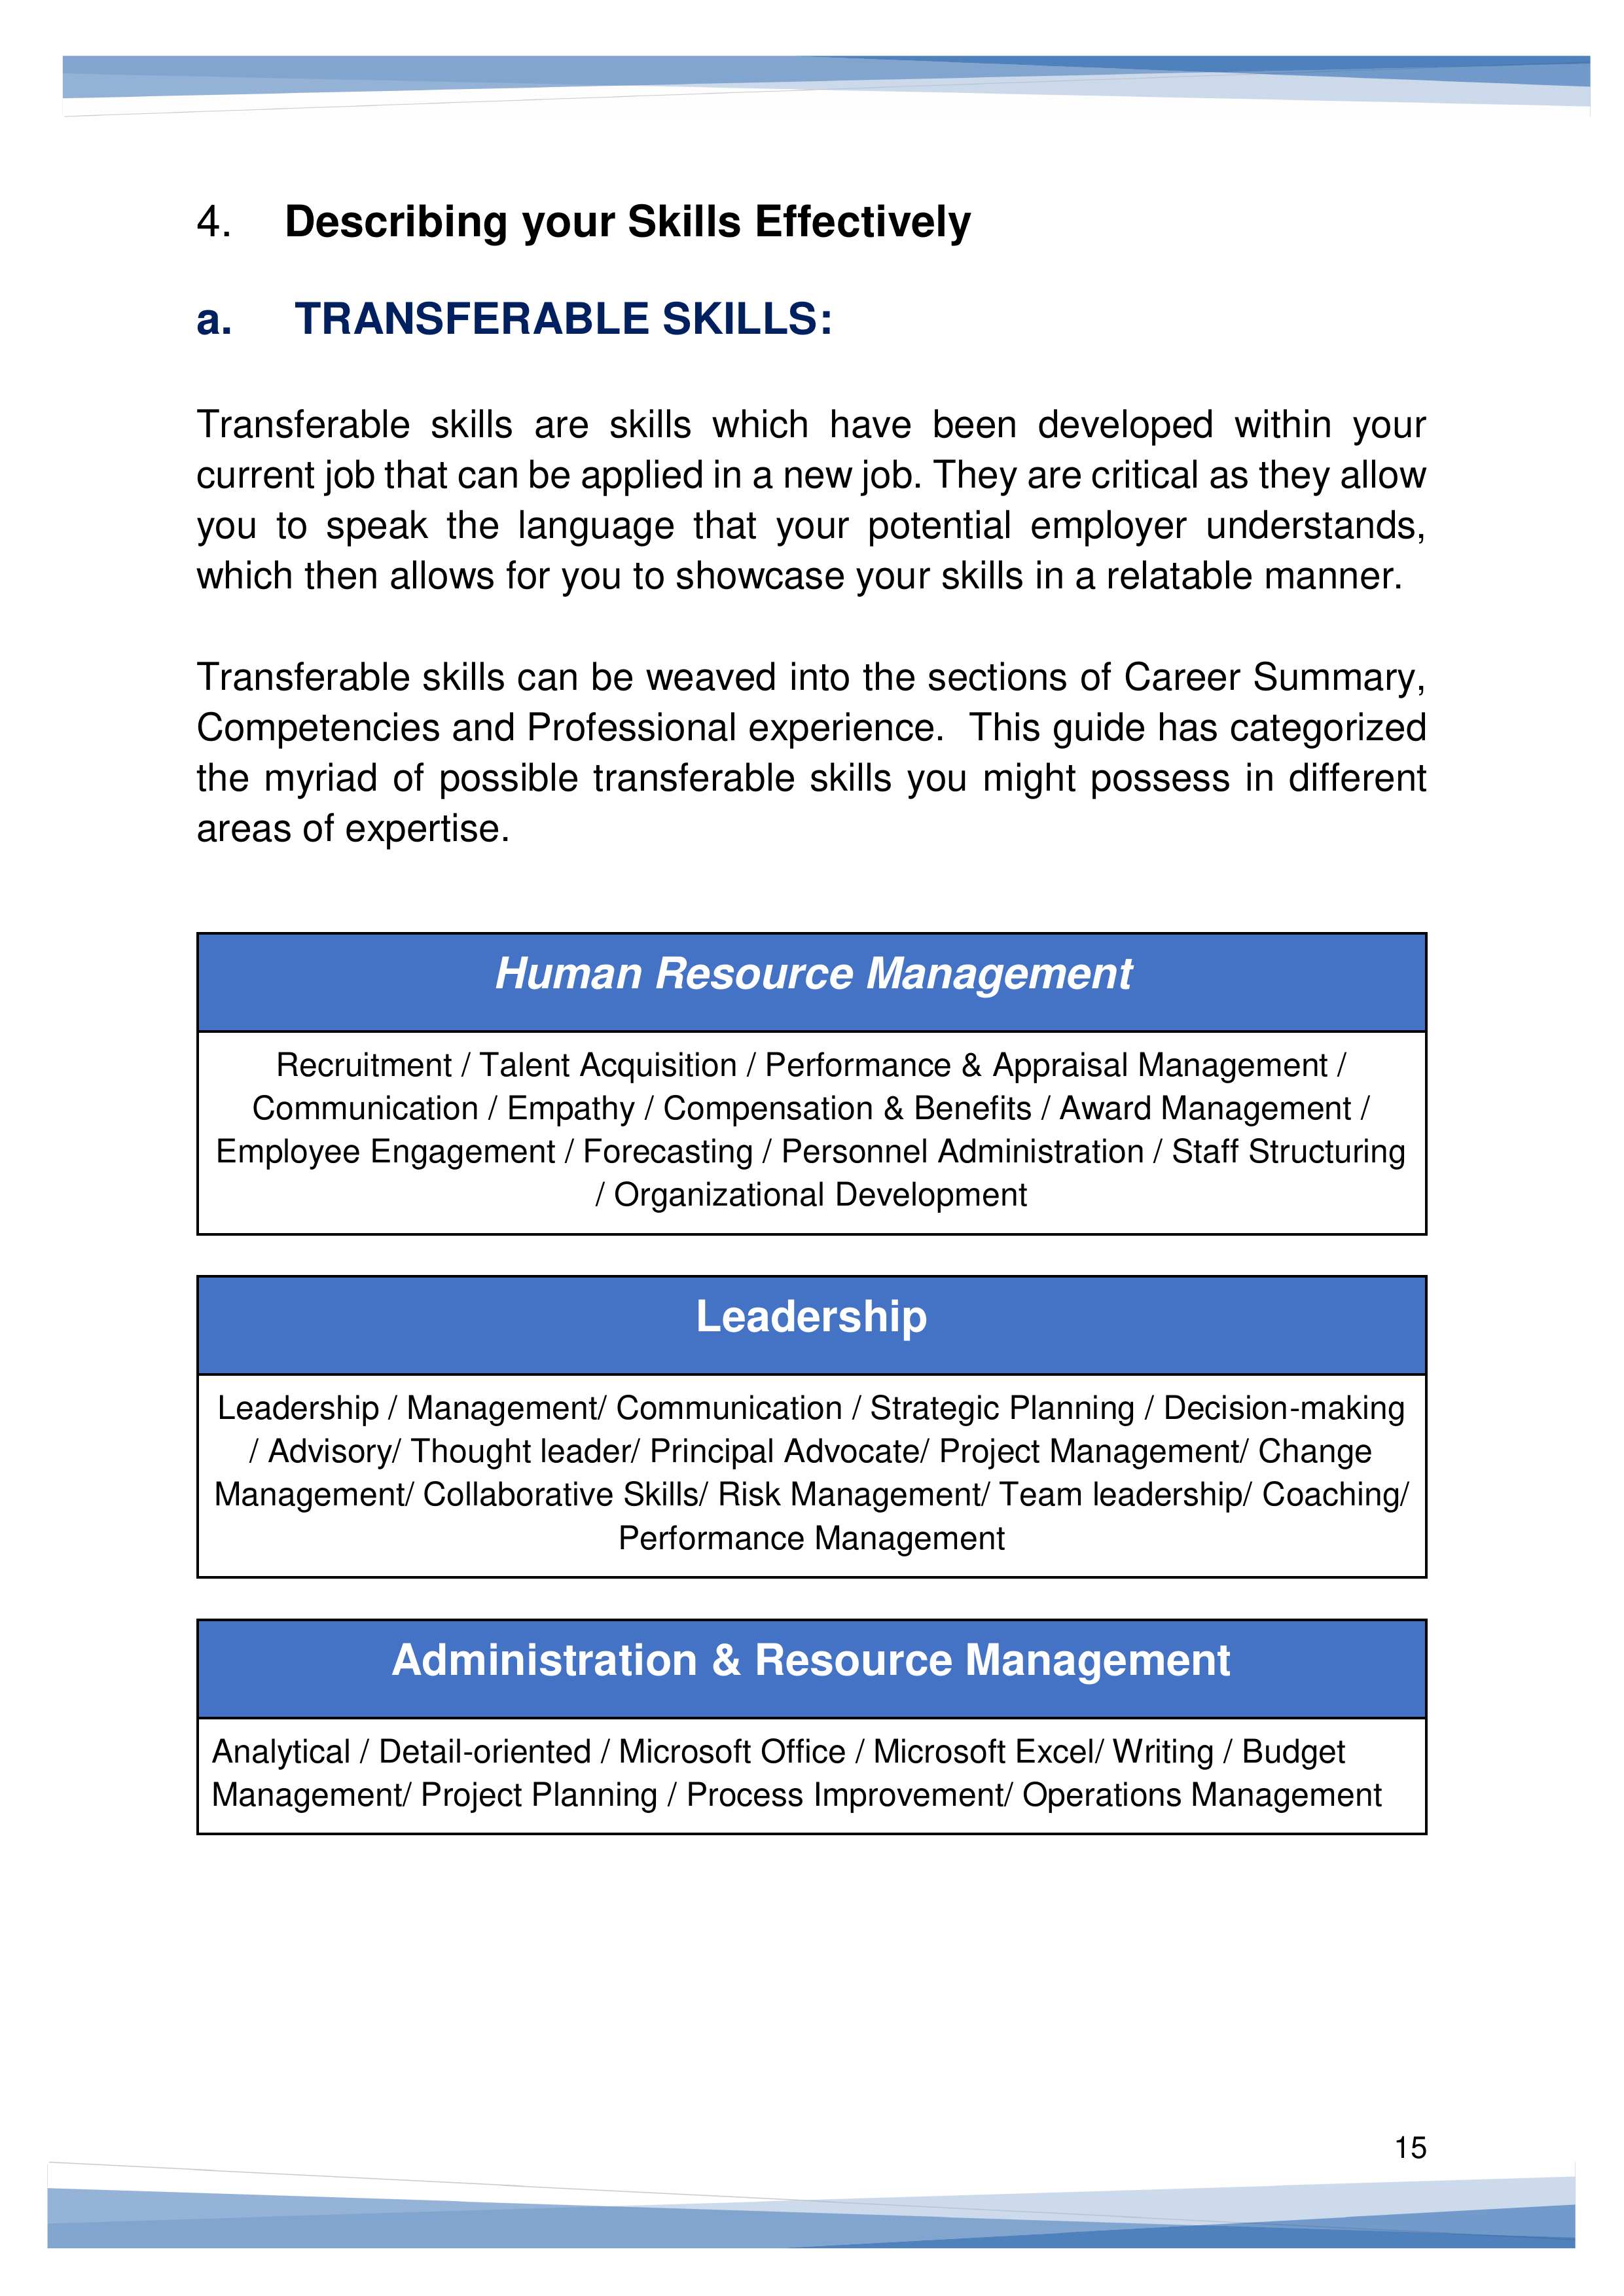 4. Describing your Skills Effectively
a. TRANSFERABLE SKILLS:
Transferable skills are skills which have been developed within your
current job that can be applied in a new job. They are critical as they allow
you to speak the language that your potential employer understands,
which then allows for you to showcase your skills in a relatable manner.
Transferable skills can be weaved into the sections of Career Summary,
Competencies and Professional experience.  This guide has categorized
the myriad of possible transferable skills you might possess in different
areas of expertise.
Human Resource Management
Recruitment / Talent Acquisition / Performance & Appraisal Management /
Communication / Empathy / Compensation & Benefits / Award Management /
Employee Engagement / Forecasting / Personnel Administration / Staff Structuring
/ Organizational Development
Leadership
Leadership / Management/ Communication / Strategic Planning / Decision-making
/ Advisory/ Thought leader/ Principal Advocate/ Project Management/ Change
Management/ Collaborative Skills/ Risk Management/ Team leadership/ Coaching/
Performance Management
Administration & Resource Management
Analytical / Detail-oriented / Microsoft Office / Microsoft Excel/ Writing / Budget
Management/ Project Planning / Process Improvement/ Operations Management
15